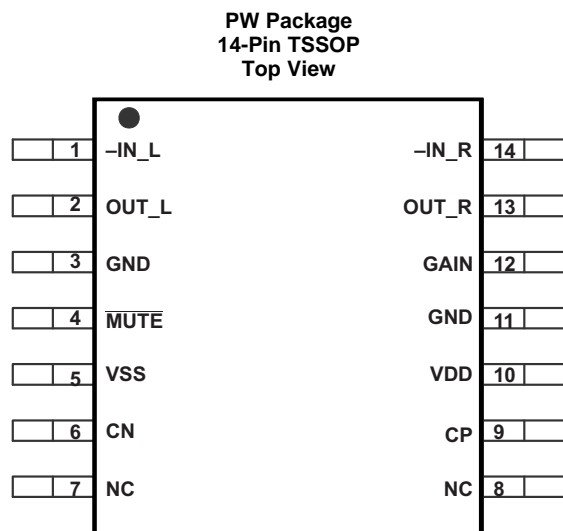 PW Package
14-Pin TSSOP
Top View
1 –IN_L –IN_R 14
2 OUT_L OUT_R 13
3 GND GAIN 12
4 M̅U̅T̅E̅ GND 11
5 VSS VDD 10
6 CN CP 9
7 NC NC 8